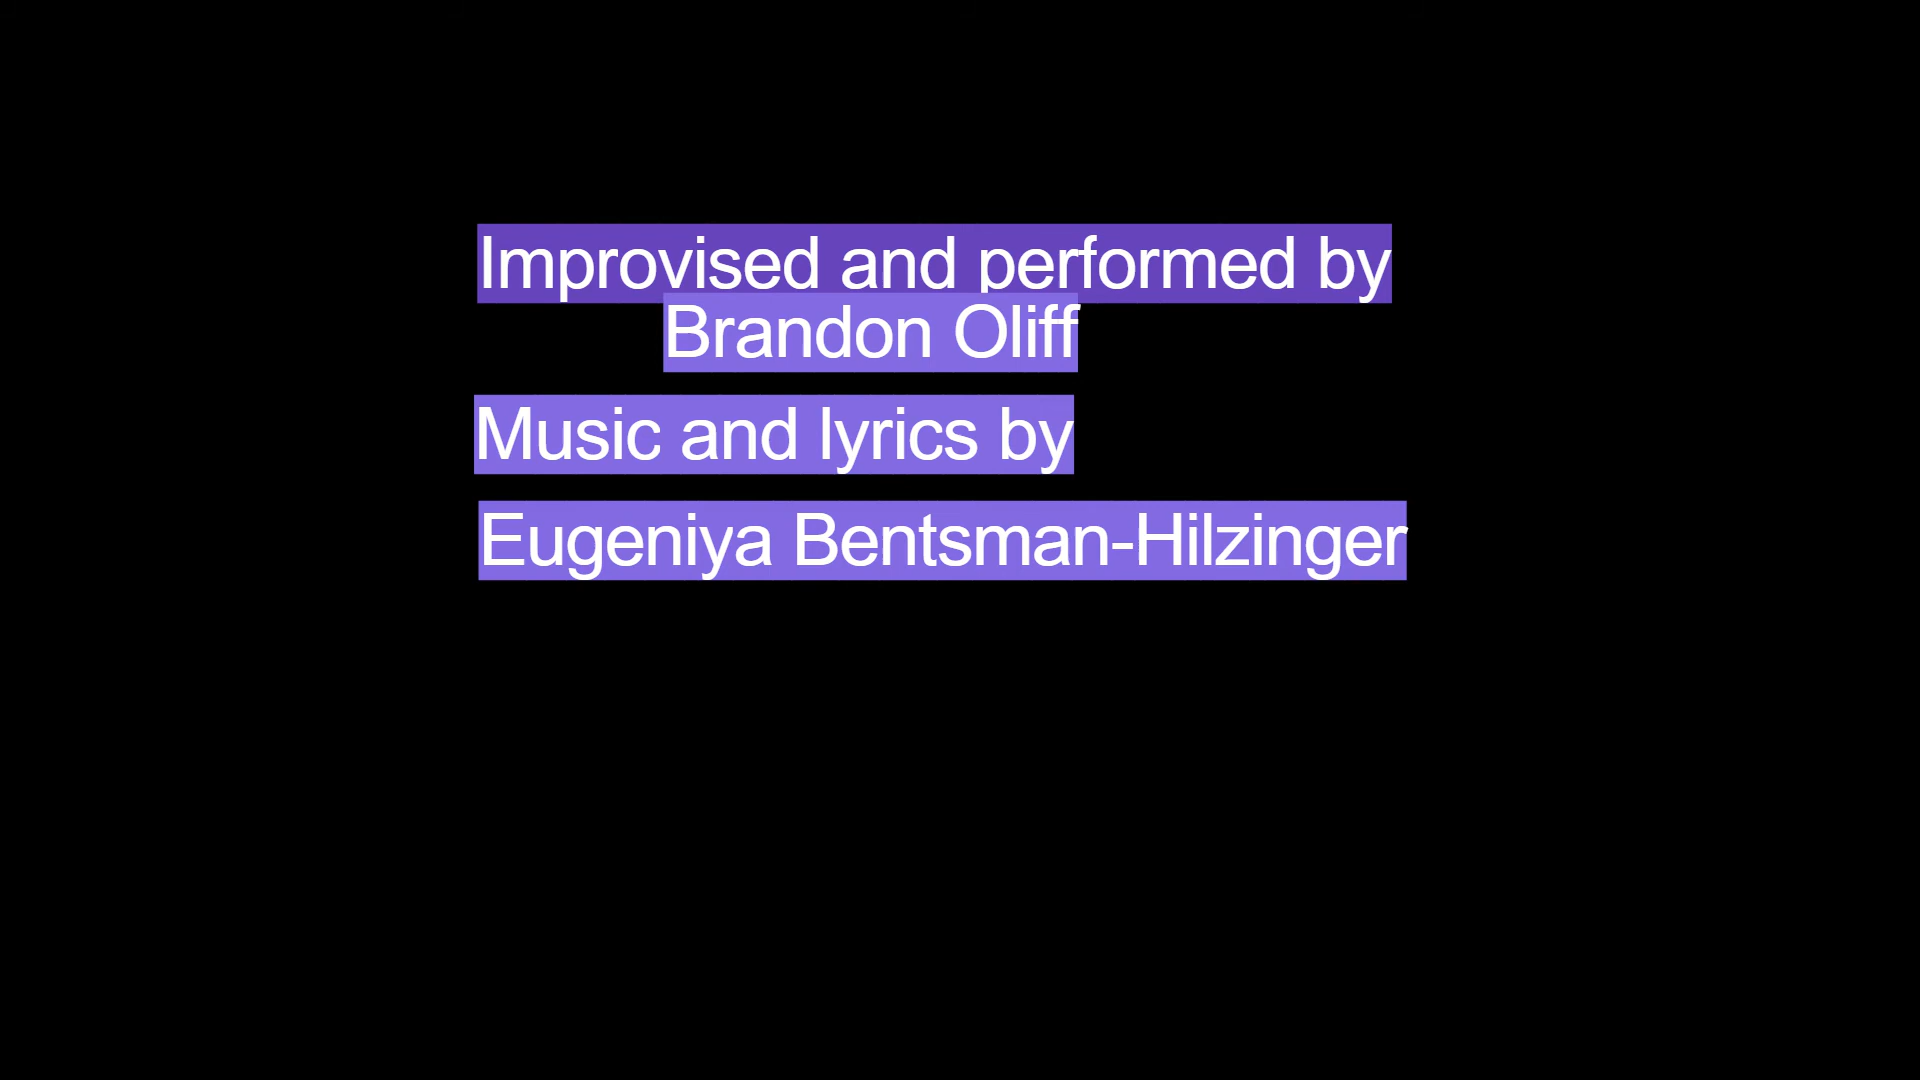 Improvised and performed by
Brandon Oliff
Music and lyrics by
Eugeniya Bentsman-Hilzinger